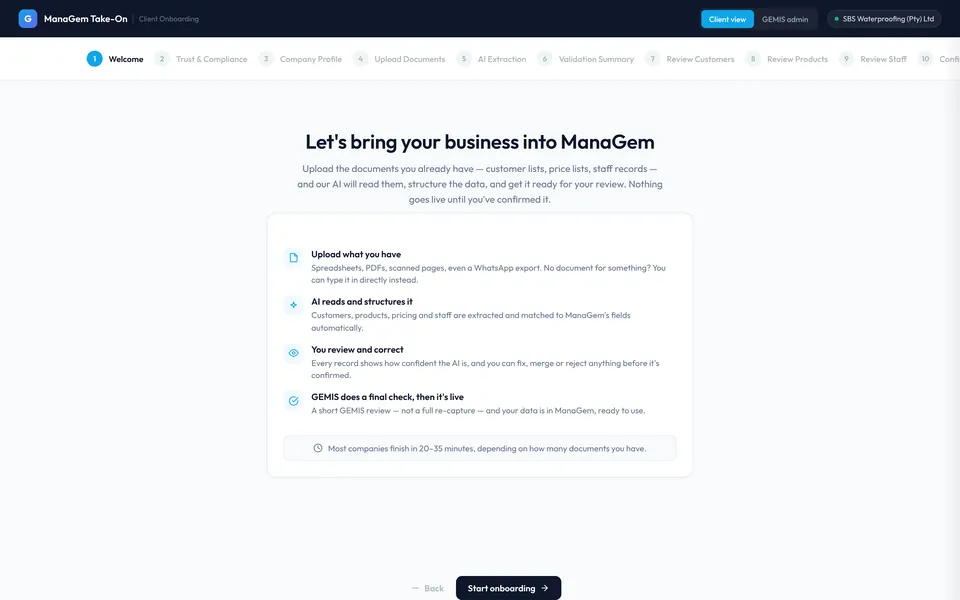 G ManaGem Take-On Client Onboarding Client view GEMIS admin SBS Waterproofing (Pty) Ltd
1 Welcome 2 Trust & Compliance 3 Company Profile 4 Upload Documents 5 AI Extraction 6 Validation Summary 7 Review Customers 8 Review Products 9 Review Staff 10 Confi
Let's bring your business into ManaGem
Upload the documents you already have — customer lists, price lists, staff records —
and our AI will read them, structure the data, and get it ready for your review. Nothing
goes live until you've confirmed it.
Upload what you have
Spreadsheets, PDFs, scanned pages, even a WhatsApp export. No document for something? You
can type it in directly instead.
AI reads and structures it
Customers, products, pricing and staff are extracted and matched to ManaGem's fields
automatically.
You review and correct
Every record shows how confident the AI is, and you can fix, merge or reject anything before it's
confirmed.
GEMIS does a final check, then it's live
A short GEMIS review — not a full re-capture — and your data is in ManaGem, ready to use.
Most companies finish in 20–35 minutes, depending on how many documents you have.
Back Start onboarding →